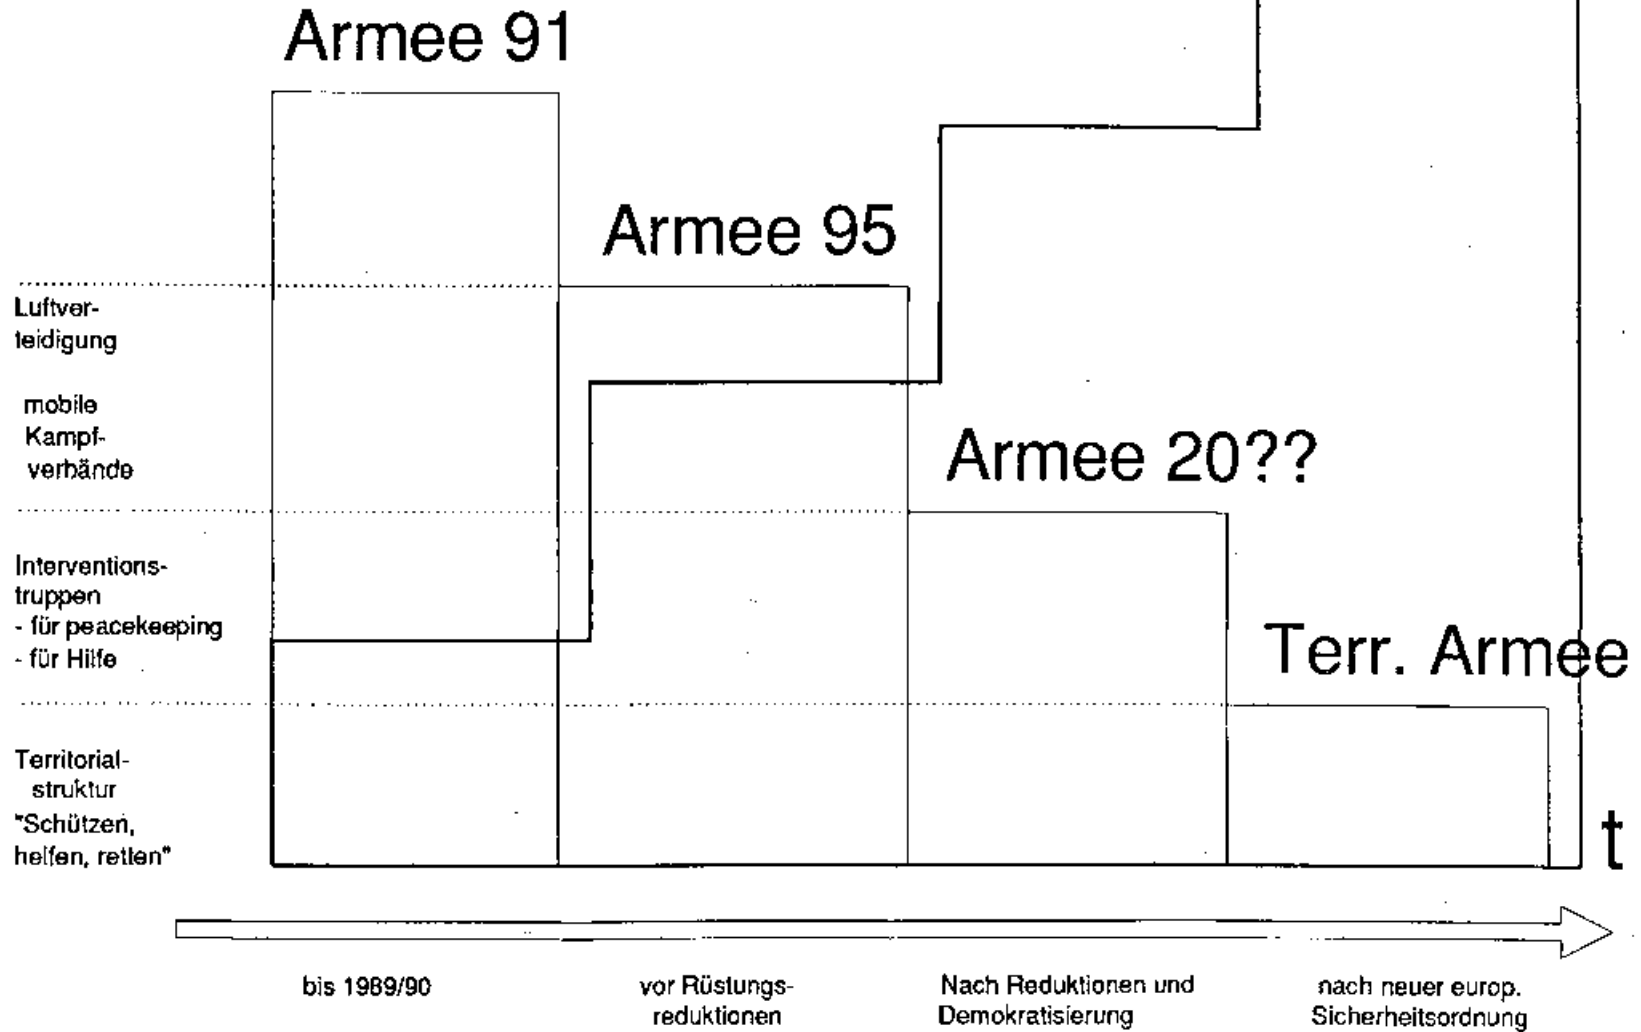 Armee 91
Armee 95
Luftver-
teidigung
mobile
Kampf-
verbände
Armee 20??
Interventions-
truppen
- für peacekeeping
- für Hilfe
Terr. Armee
Territorial-
struktur
"Schützen,
helfen, retten"
t
bis 1989/90
vor Rüstungs-
reduktionen
Nach Reduktionen und
Demokratisierung
nach neuer europ.
Sicherheitsordnung